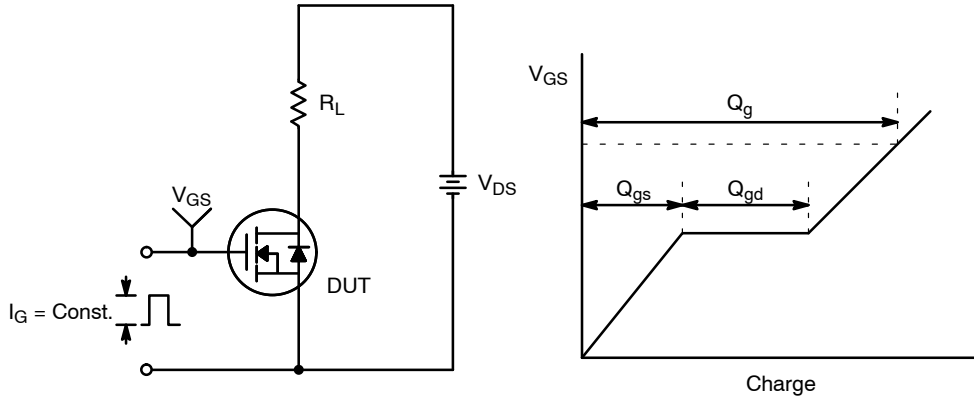 R_L
V_GS
V_DS
DUT
I_G = Const.
V_GS
Q_g
Q_gs
Q_gd
Charge